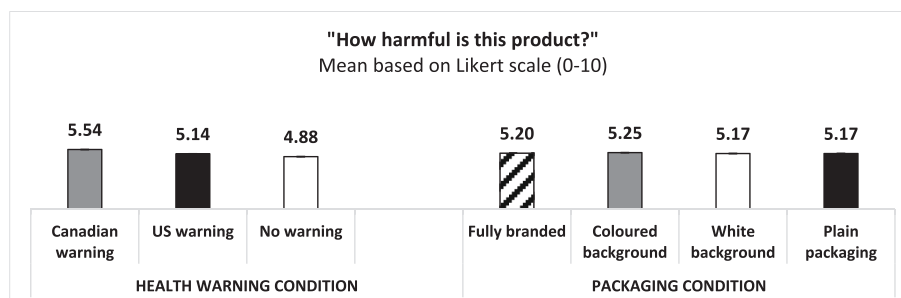 "How harmful is this product?"
Mean based on Likert scale (0-10)
5.54 5.14 4.88 5.20 5.25 5.17 5.17
Canadian warning US warning No warning Fully branded Coloured background White background Plain packaging
HEALTH WARNING CONDITION PACKAGING CONDITION